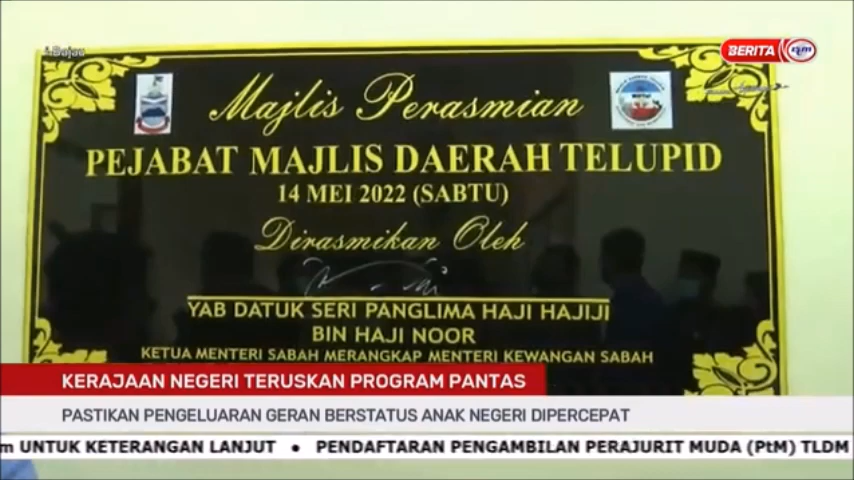 i-Bajau
BERITA ism
Majlis Perasmian
PEJABAT MAJLIS DAERAH TELUPID
14 MEI 2022 (SABTU)
Dirasmikan Oleh
YAB DATUK SERI PANGLIMA HAJI HAJIJI
BIN HAJI NOOR
KETUA MENTERI SABAH MERANGKAP MENTERI KEWANGAN SABAH
KERAJAAN NEGERI TERUSKAN PROGRAM PANTAS
PASTIKAN PENGELUARAN GERAN BERSTATUS ANAK NEGERI DIPERCEPAT
m UNTUK KETERANGAN LANJUT • PENDAFTARAN PENGAMBILAN PERAJURIT MUDA (PtM) TLDM